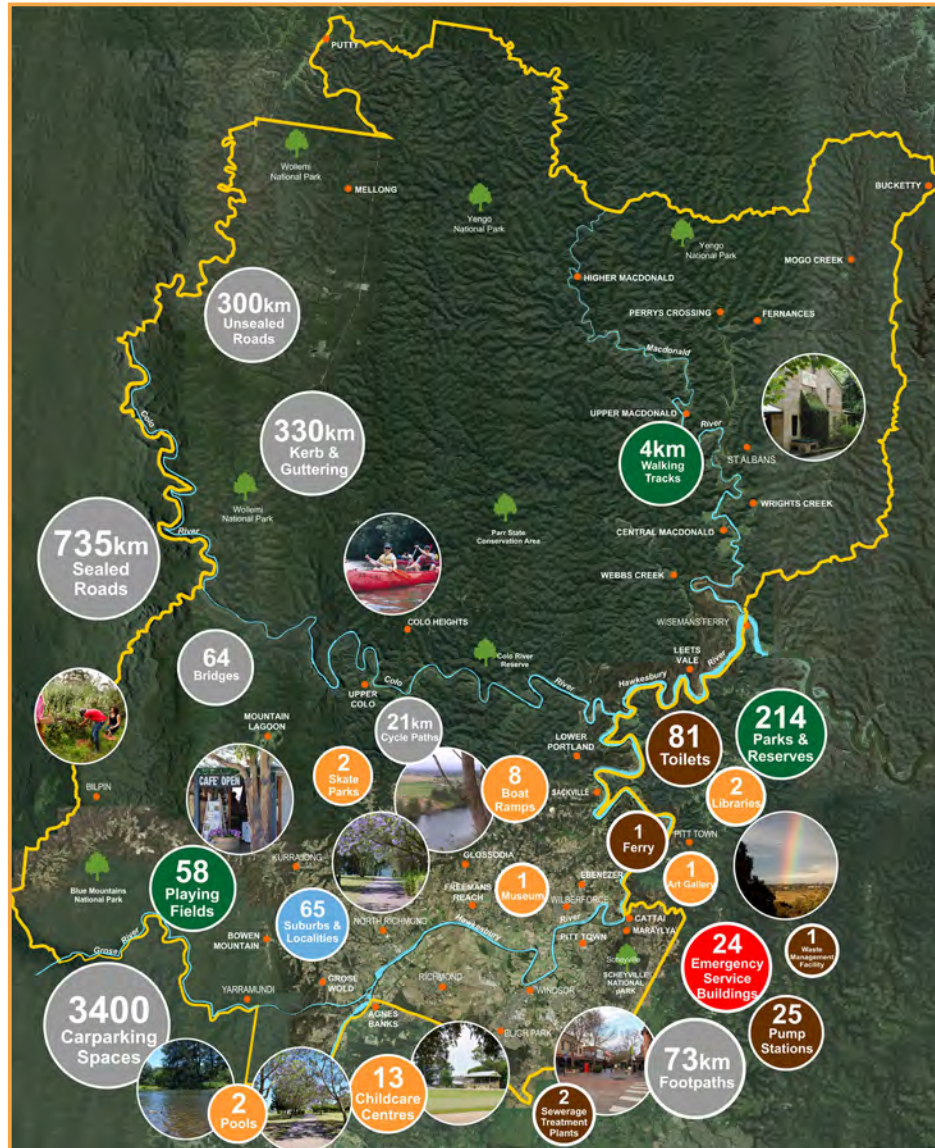 PUTTY
Wollemi
National Park
MELLONG
Yengo
National Park
BUCKETTY
Yengo
National Park
MOGO CREEK
HIGHER MACDONALD
300km
Unsealed
Roads
PERRYS CROSSING
FERNANCES
Macdonald
Colo
UPPER MACDONALD
River
330km
Kerb &
Guttering
4km
Walking
Tracks
ST ALBANS
Wollemi
National Park
WRIGHTS CREEK
Parr State
Conservation Area
River
CENTRAL MACDONALD
735km
Sealed
Roads
WEBBS CREEK
COLO HEIGHTS
WISEMANS FERRY
Colo River
Reserve
LEETS
VALE
River
64
Bridges
Hawkesbury
UPPER
COLO
Colo
River
21km
Cycle Paths
MOUNTAIN
LAGOON
LOWER
PORTLAND
81
Toilets
214
Parks &
Reserves
2
Skate
Parks
8
Boat
Ramps
SACKVILLE
2
Libraries
BILPIN
CAFE OPEN
1
Ferry
PITT TOWN
KURRAJONG
GLOSSODIA
1
Art Gallery
Blue Mountains
National Park
58
Playing
Fields
FREEMANS
REACH
1
Museum
EBENEZER
WILBERFORCE
65
Suburbs &
Localities
NORTH RICHMOND
Hawkesbury
River
CATTAI
MARAYLYA
PITT TOWN
BOWEN
MOUNTAIN
Grose River
Scheyville
SCHEYVILLE
NATIONAL
pARK
24
Emergency
Service
Buildings
1
Waste
Management
Facility
GROSE
WOLD
RICHMOND
WINDSOR
YARRAMUNDI
AGNES
BANKS
3400
Carparking
Spaces
BLIGH PARK
25
Pump
Stations
73km
Footpaths
2
Pools
13
Childcare
Centres
2
Sewerage
Treatment
Plants